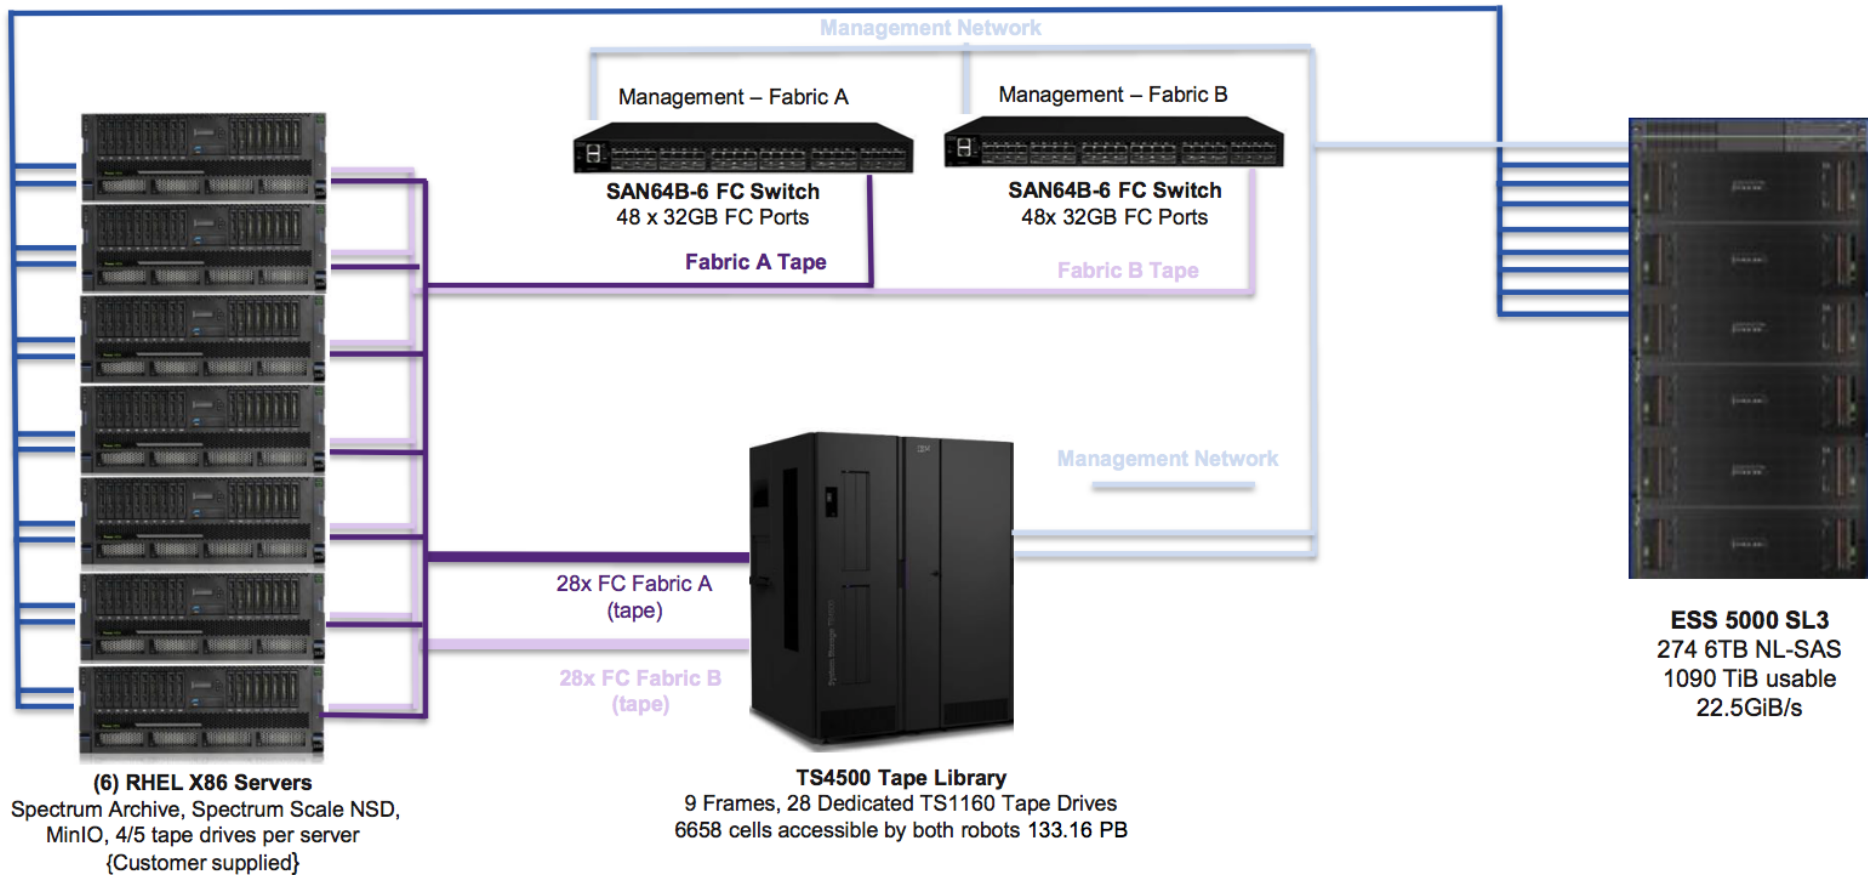 Management Network
Management – Fabric A
Management – Fabric B
SAN64B-6 FC Switch
48 x 32GB FC Ports
SAN64B-6 FC Switch
48x 32GB FC Ports
Fabric A Tape
Fabric B Tape
Management Network
28x FC Fabric A
(tape)
28x FC Fabric B
(tape)
IBM
System Storage TS4500
ESS 5000 SL3
274 6TB NL-SAS
1090 TiB usable
22.5GiB/s
(6) RHEL X86 Servers
Spectrum Archive, Spectrum Scale NSD,
MinIO, 4/5 tape drives per server
{Customer supplied}
TS4500 Tape Library
9 Frames, 28 Dedicated TS1160 Tape Drives
6658 cells accessible by both robots 133.16 PB